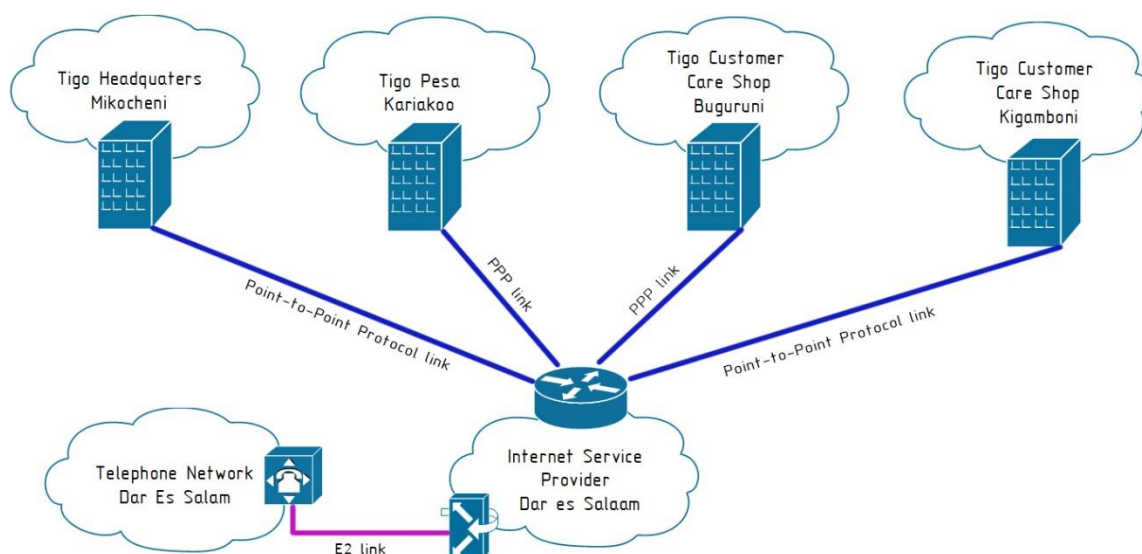 Tigo Headquaters
Mikocheni
Tigo Pesa
Kariakoo
Tigo Customer
Care Shop
Buguruni
Tigo Customer
Care Shop
Kigamboni
Point-to-Point Protocol link
PPP link
PPP link
Point-to-Point Protocol link
Telephone Network
Dar Es Salam
Internet Service
Provider
Dar es Salaam
E2 link